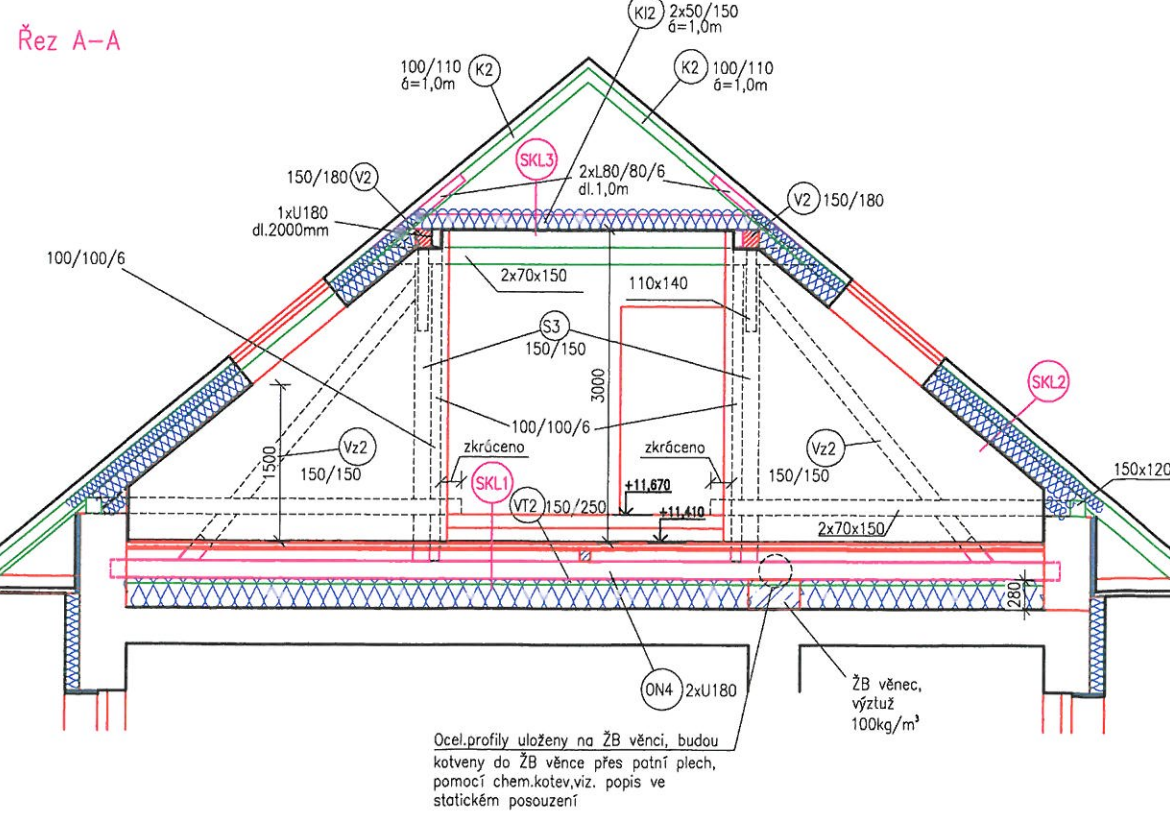 Řez A-A
KI2 2x50/150
á=1,0m
100/110 K2
á=1,0m
K2 100/110
á=1,0m
SKL3
2xL80/80/6
dl.1,0m
150/180 V2
V2 150/180
1xU180
dl.2000mm
100/100/6
2x70x150
110x140
S3
150/150
3000
SKL2
100/100/6
1500
Vz2
150/150
zkráceno
zkráceno
Vz2
150/150
SKL1
VT2 150/250
+11,670
+11,410
150x120
2x70x150
280
ON4 2xU180
ŽB věnec,
výztuž
100kg/m³
Ocel.profily uloženy na ŽB věnci, budou
kotveny do ŽB věnce přes patní plech,
pomocí chem.kotev,viz. popis ve
statickém posouzení